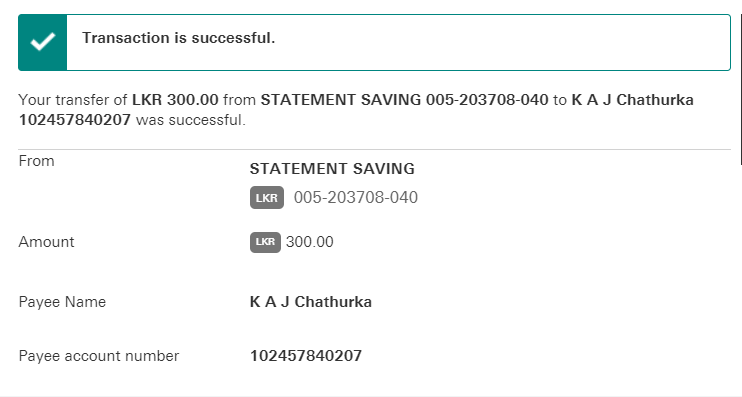 Transaction is successful.
Your transfer of LKR 300.00 from STATEMENT SAVING 005-203708-040 to K A J Chathurka
102457840207 was successful.
From
STATEMENT SAVING
LKR 005-203708-040
Amount
LKR 300.00
Payee Name
K A J Chathurka
Payee account number
102457840207